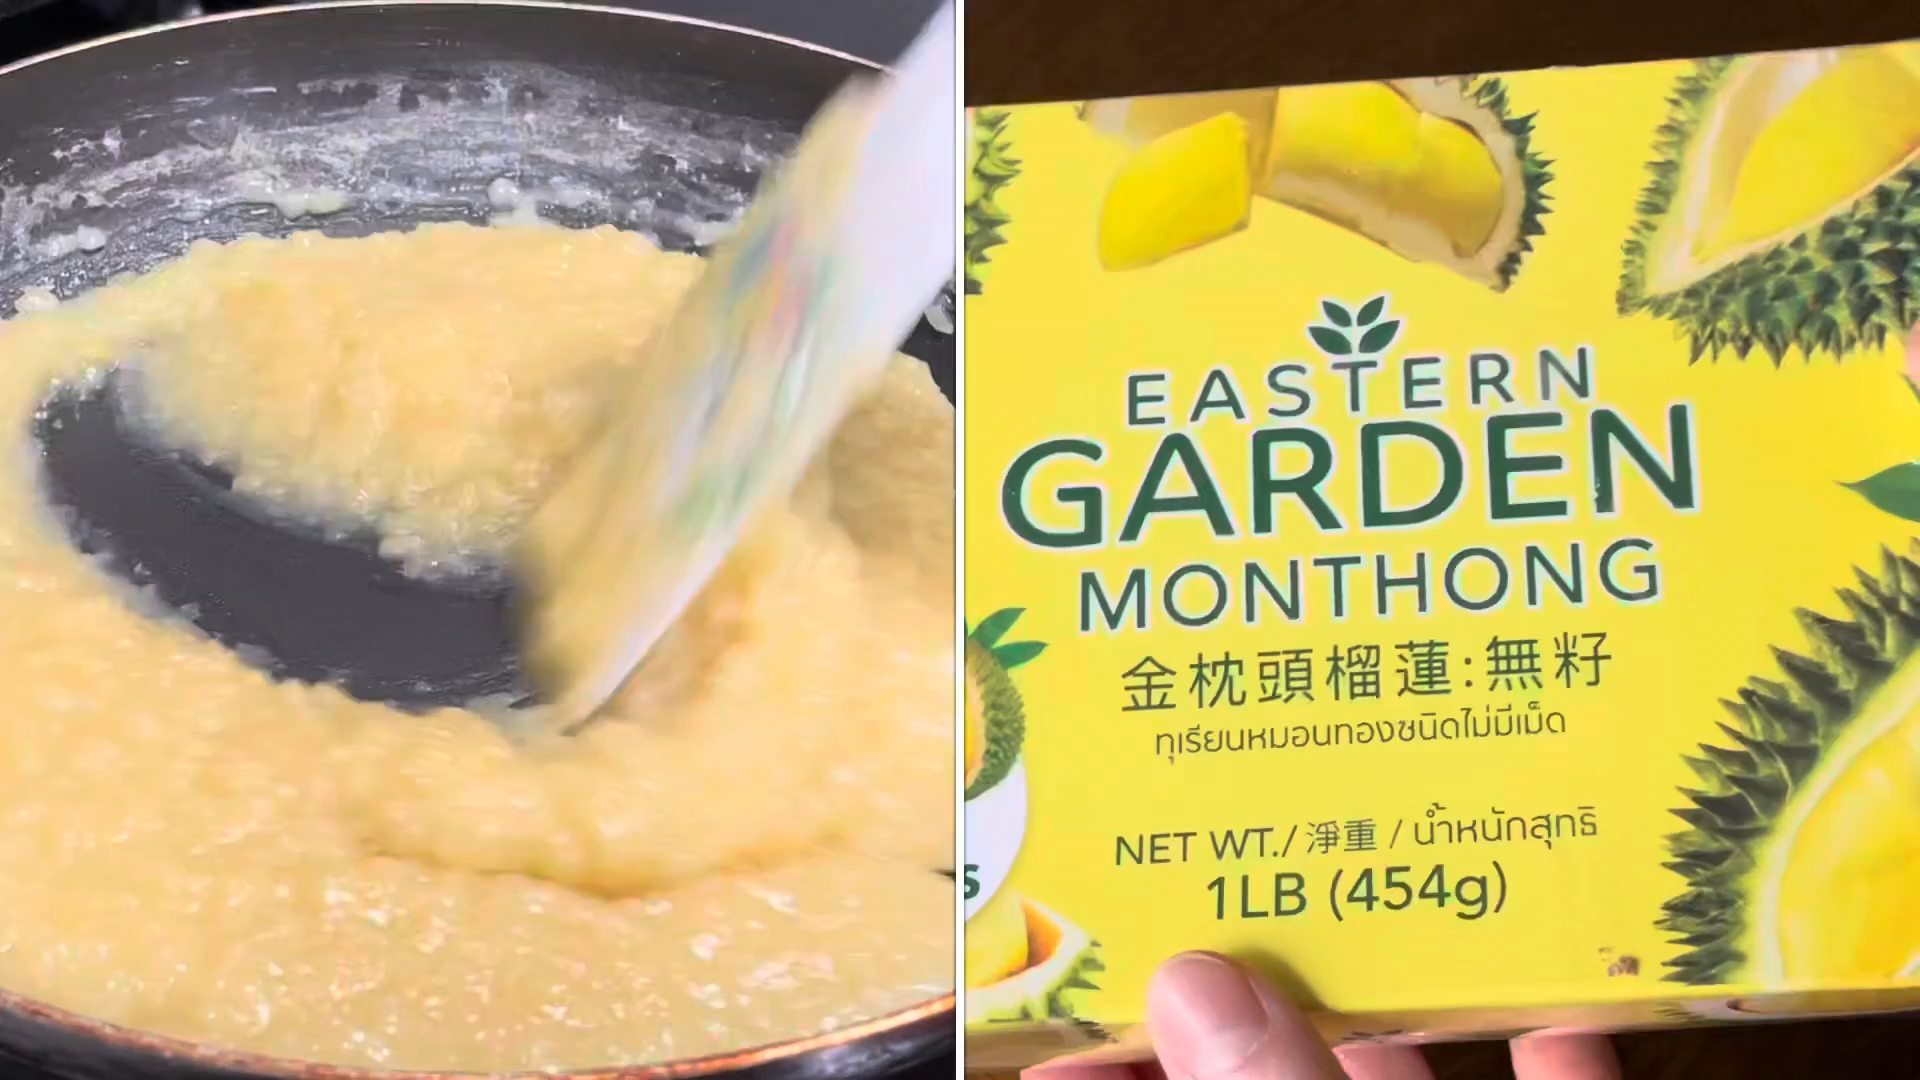 EASTERN
GARDEN
MONTHONG
金枕頭榴蓮:無籽
ทุเรียนหมอนทองชนิดไม่มีเม็ด
NET WT./ 淨重 / น้ำหนักสุทธิ
1LB (454g)
S